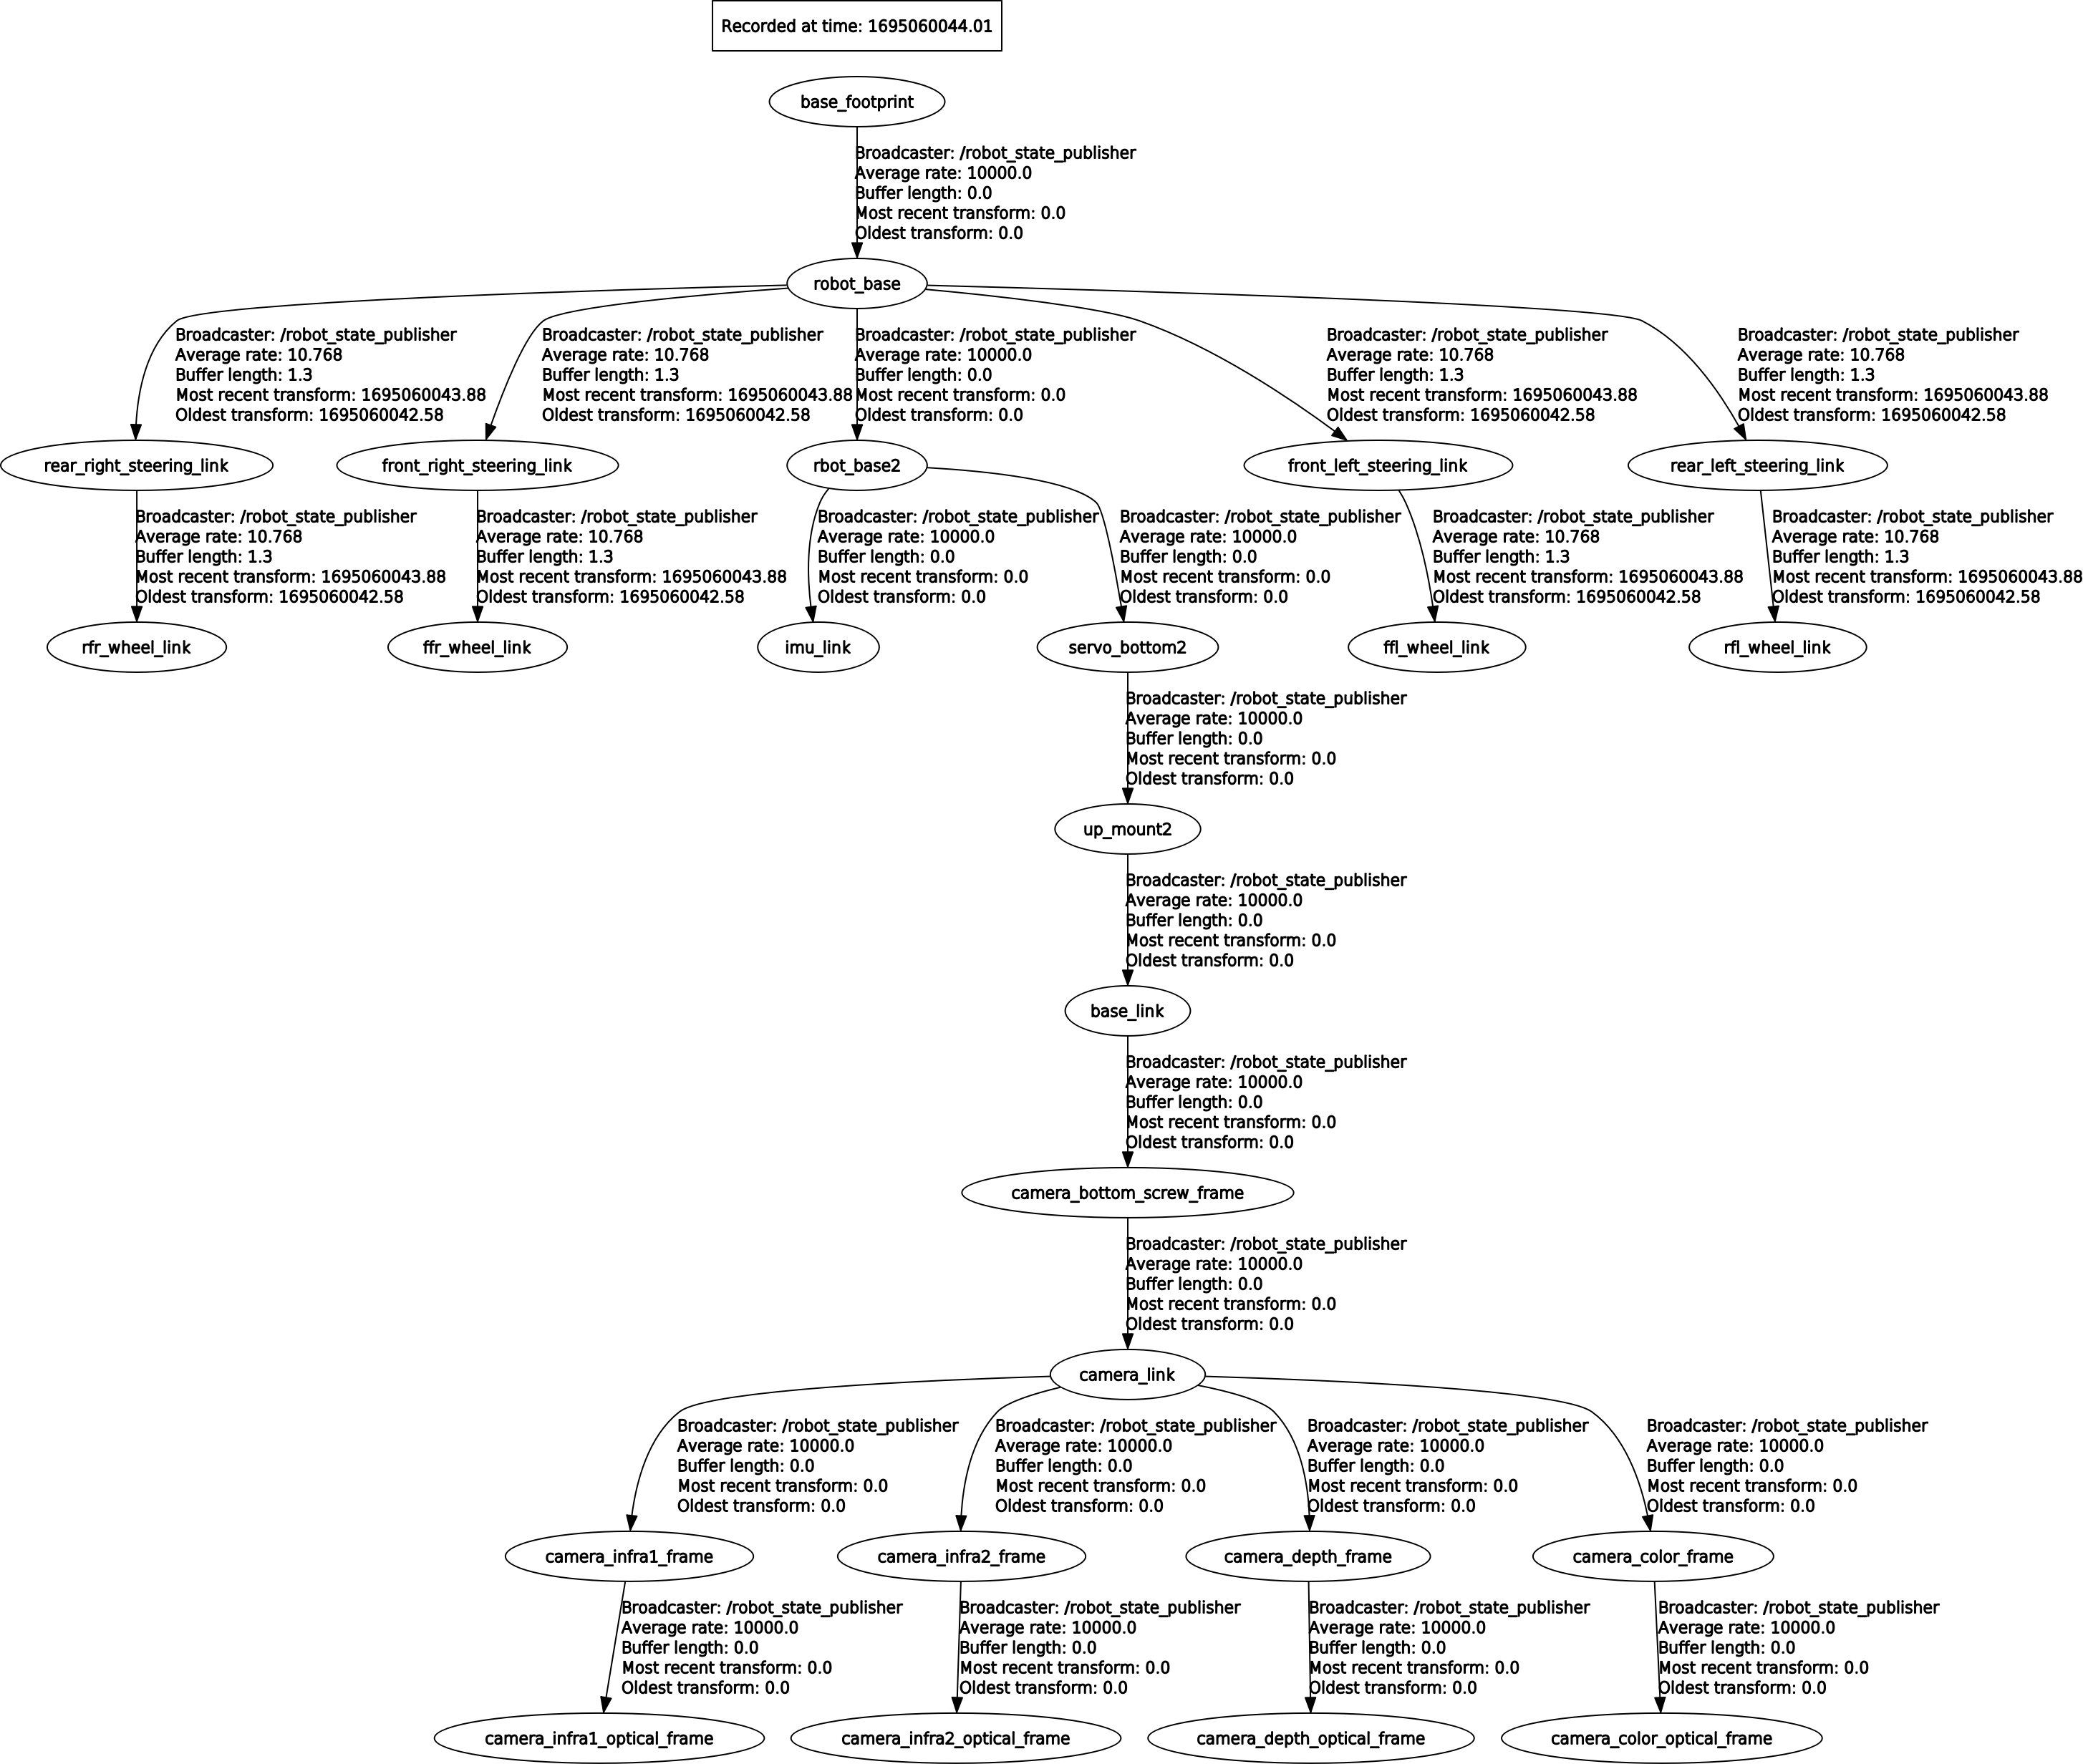 Recorded at time: 1695060044.01
base_footprint
Broadcaster: /robot_state_publisher
Average rate: 10000.0
Buffer length: 0.0
Most recent transform: 0.0
Oldest transform: 0.0
robot_base
Broadcaster: /robot_state_publisher
Average rate: 10.768
Buffer length: 1.3
Most recent transform: 1695060043.88
Oldest transform: 1695060042.58
Broadcaster: /robot_state_publisher
Average rate: 10.768
Buffer length: 1.3
Most recent transform: 1695060043.88
Oldest transform: 1695060042.58
Broadcaster: /robot_state_publisher
Average rate: 10000.0
Buffer length: 0.0
Most recent transform: 0.0
Oldest transform: 0.0
Broadcaster: /robot_state_publisher
Average rate: 10.768
Buffer length: 1.3
Most recent transform: 1695060043.88
Oldest transform: 1695060042.58
Broadcaster: /robot_state_publisher
Average rate: 10.768
Buffer length: 1.3
Most recent transform: 1695060043.88
Oldest transform: 1695060042.58
rear_right_steering_link
front_right_steering_link
rbot_base2
front_left_steering_link
rear_left_steering_link
Broadcaster: /robot_state_publisher
Average rate: 10.768
Buffer length: 1.3
Most recent transform: 1695060043.88
Oldest transform: 1695060042.58
Broadcaster: /robot_state_publisher
Average rate: 10.768
Buffer length: 1.3
Most recent transform: 1695060043.88
Oldest transform: 1695060042.58
Broadcaster: /robot_state_publisher
Average rate: 10000.0
Buffer length: 0.0
Most recent transform: 0.0
Oldest transform: 0.0
Broadcaster: /robot_state_publisher
Average rate: 10000.0
Buffer length: 0.0
Most recent transform: 0.0
Oldest transform: 0.0
Broadcaster: /robot_state_publisher
Average rate: 10.768
Buffer length: 1.3
Most recent transform: 1695060043.88
Oldest transform: 1695060042.58
Broadcaster: /robot_state_publisher
Average rate: 10.768
Buffer length: 1.3
Most recent transform: 1695060043.88
Oldest transform: 1695060042.58
rfr_wheel_link
ffr_wheel_link
imu_link
servo_bottom2
ffl_wheel_link
rfl_wheel_link
Broadcaster: /robot_state_publisher
Average rate: 10000.0
Buffer length: 0.0
Most recent transform: 0.0
Oldest transform: 0.0
up_mount2
Broadcaster: /robot_state_publisher
Average rate: 10000.0
Buffer length: 0.0
Most recent transform: 0.0
Oldest transform: 0.0
base_link
Broadcaster: /robot_state_publisher
Average rate: 10000.0
Buffer length: 0.0
Most recent transform: 0.0
Oldest transform: 0.0
camera_bottom_screw_frame
Broadcaster: /robot_state_publisher
Average rate: 10000.0
Buffer length: 0.0
Most recent transform: 0.0
Oldest transform: 0.0
camera_link
Broadcaster: /robot_state_publisher
Average rate: 10000.0
Buffer length: 0.0
Most recent transform: 0.0
Oldest transform: 0.0
Broadcaster: /robot_state_publisher
Average rate: 10000.0
Buffer length: 0.0
Most recent transform: 0.0
Oldest transform: 0.0
Broadcaster: /robot_state_publisher
Average rate: 10000.0
Buffer length: 0.0
Most recent transform: 0.0
Oldest transform: 0.0
Broadcaster: /robot_state_publisher
Average rate: 10000.0
Buffer length: 0.0
Most recent transform: 0.0
Oldest transform: 0.0
camera_infra1_frame
camera_infra2_frame
camera_depth_frame
camera_color_frame
Broadcaster: /robot_state_publisher
Average rate: 10000.0
Buffer length: 0.0
Most recent transform: 0.0
Oldest transform: 0.0
Broadcaster: /robot_state_publisher
Average rate: 10000.0
Buffer length: 0.0
Most recent transform: 0.0
Oldest transform: 0.0
Broadcaster: /robot_state_publisher
Average rate: 10000.0
Buffer length: 0.0
Most recent transform: 0.0
Oldest transform: 0.0
Broadcaster: /robot_state_publisher
Average rate: 10000.0
Buffer length: 0.0
Most recent transform: 0.0
Oldest transform: 0.0
camera_infra1_optical_frame
camera_infra2_optical_frame
camera_depth_optical_frame
camera_color_optical_frame